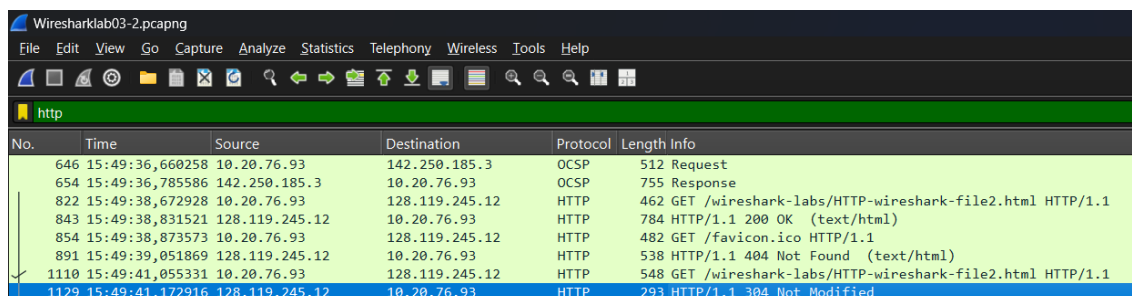 Wiresharklab03-2.pcapng
File Edit View Go Capture Analyze Statistics Telephony Wireless Tools Help
http
No. Time Source Destination Protocol Length Info
646 15:49:36,660258 10.20.76.93 142.250.185.3 OCSP 512 Request
654 15:49:36,785586 142.250.185.3 10.20.76.93 OCSP 755 Response
822 15:49:38,672928 10.20.76.93 128.119.245.12 HTTP 462 GET /wireshark-labs/HTTP-wireshark-file2.html HTTP/1.1
843 15:49:38,831521 128.119.245.12 10.20.76.93 HTTP 784 HTTP/1.1 200 OK (text/html)
854 15:49:38,873573 10.20.76.93 128.119.245.12 HTTP 482 GET /favicon.ico HTTP/1.1
891 15:49:39,051869 128.119.245.12 10.20.76.93 HTTP 538 HTTP/1.1 404 Not Found (text/html)
1110 15:49:41,055331 10.20.76.93 128.119.245.12 HTTP 548 GET /wireshark-labs/HTTP-wireshark-file2.html HTTP/1.1
1129 15:49:41,172916 128.119.245.12 10.20.76.93 HTTP 293 HTTP/1.1 304 Not Modified